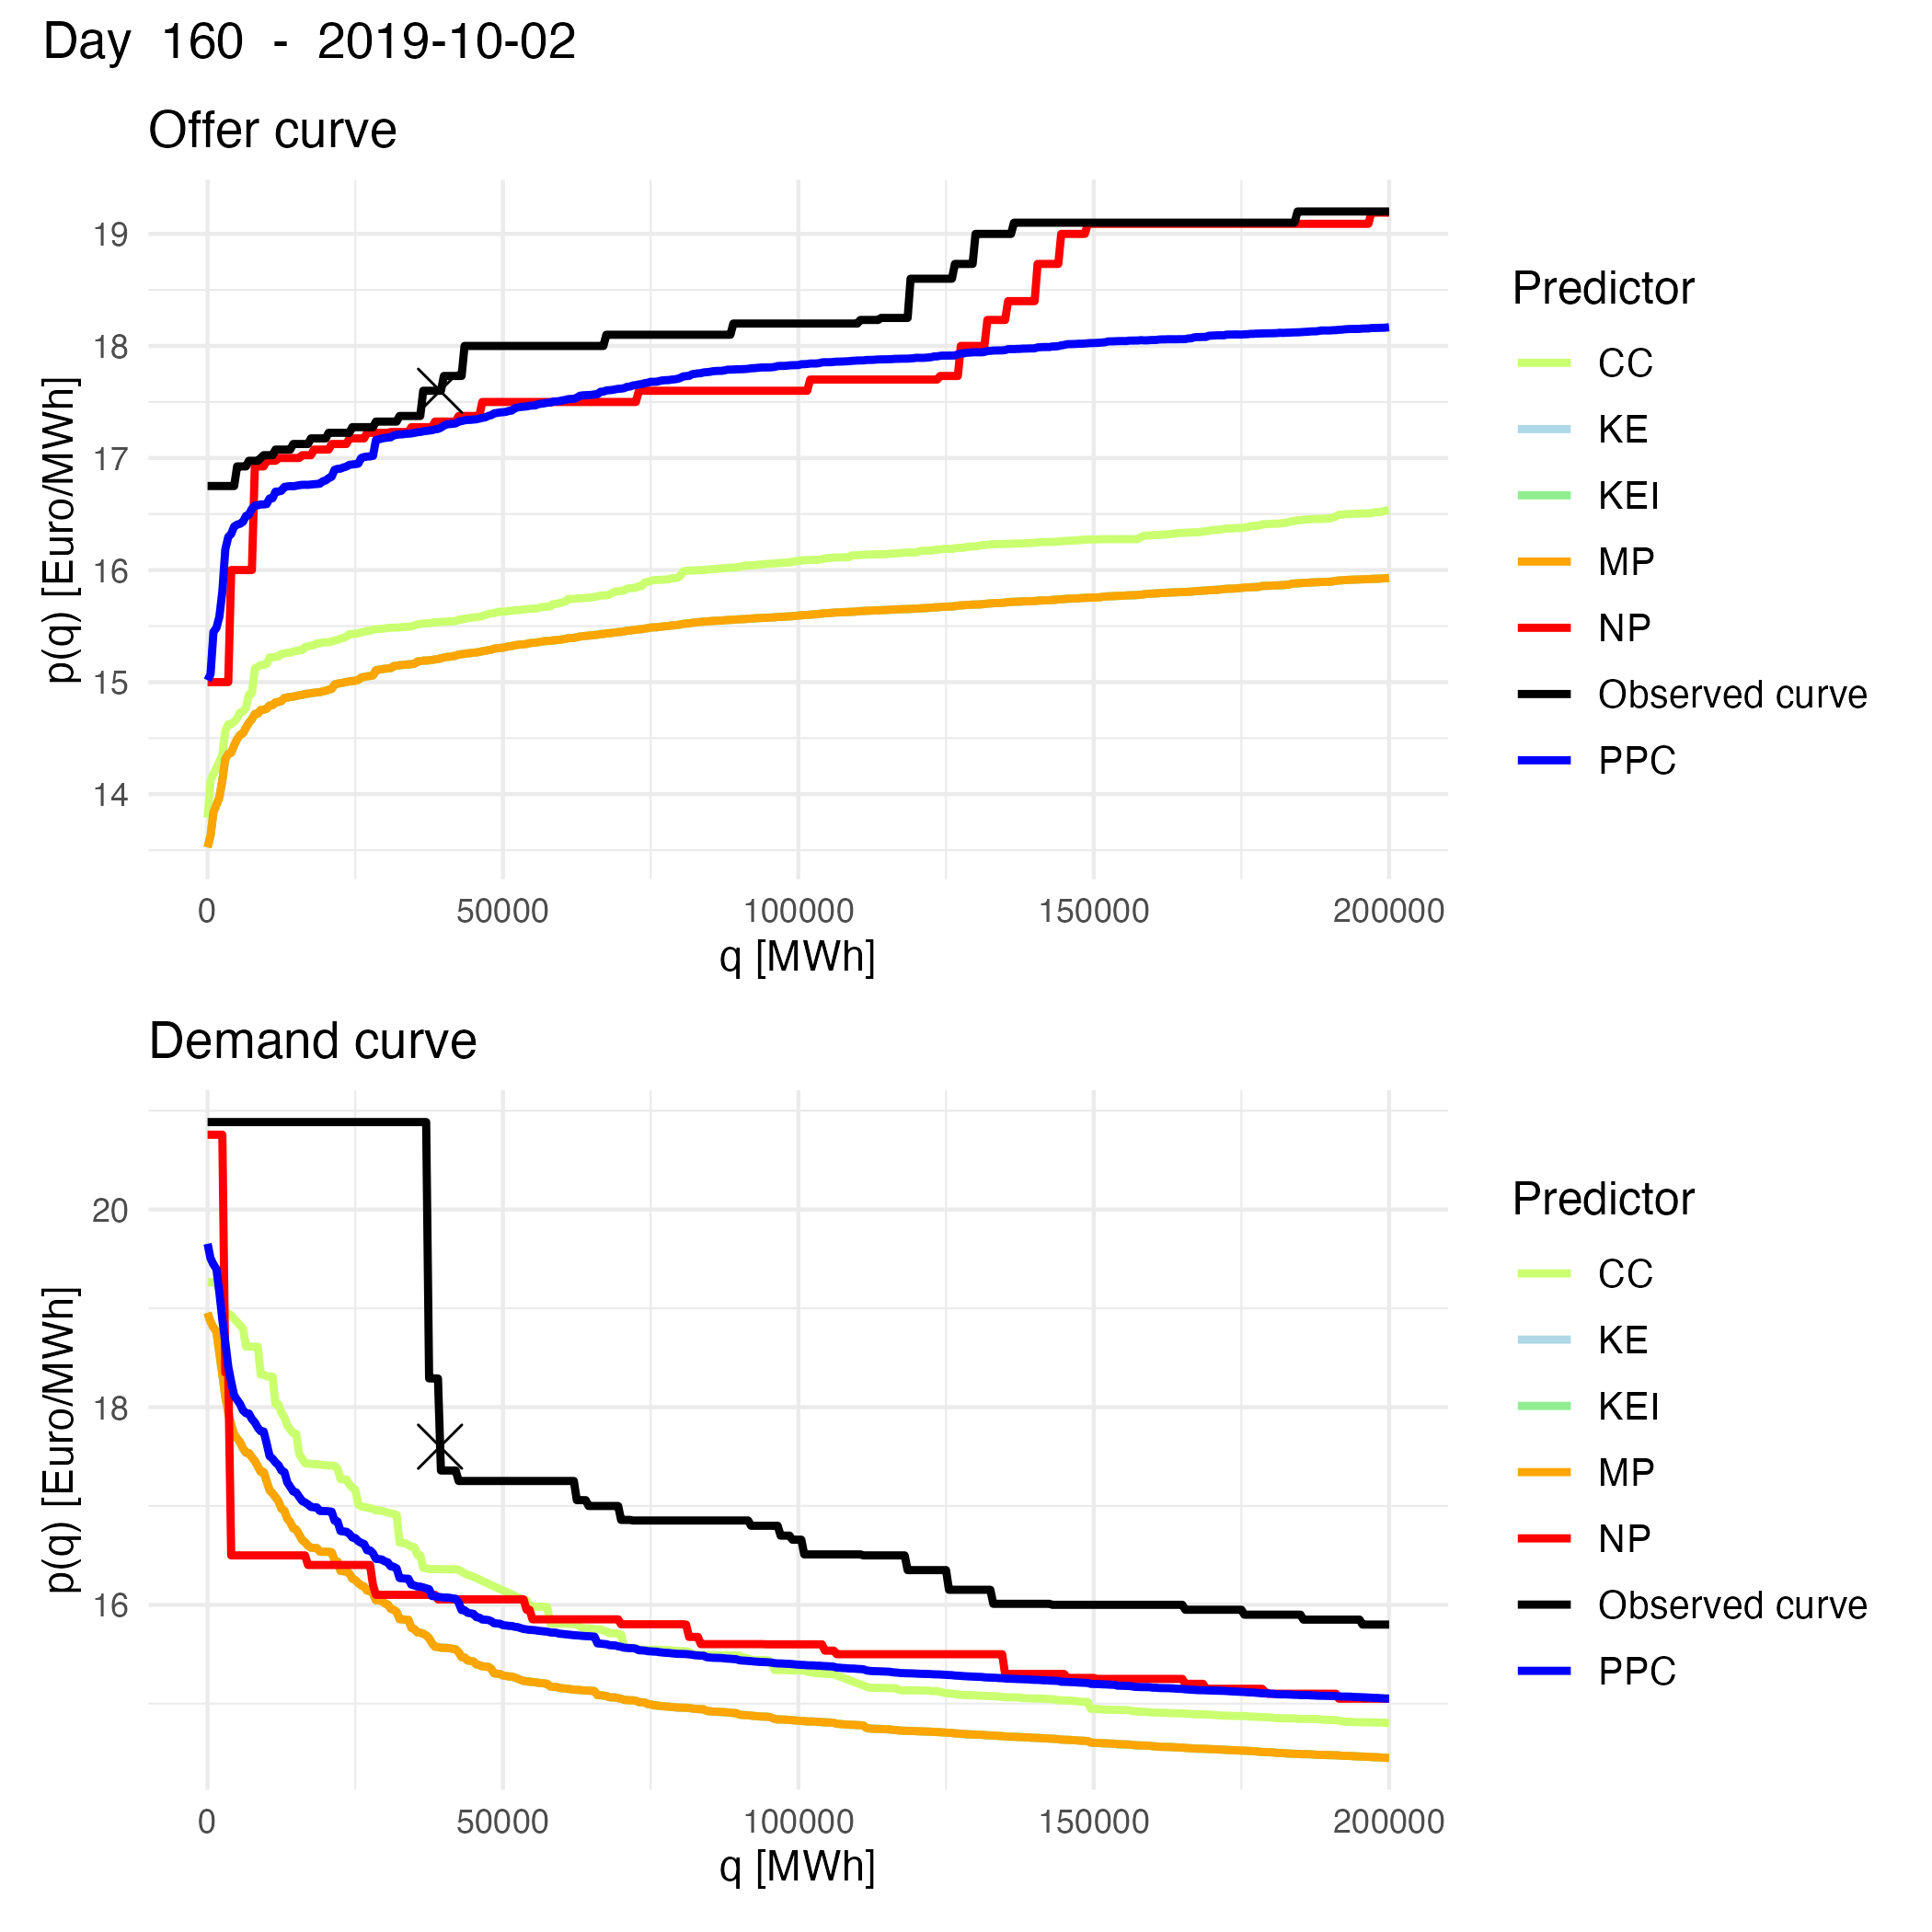 Day 160 - 2019-10-02
Offer curve
19
18
17
16
15
14
p(q) [Euro/MWh]
0 50000 100000 150000 200000
q [MWh]
Predictor
CC
KE
KEI
MP
NP
Observed curve
PPC
Demand curve
20
18
16
p(q) [Euro/MWh]
0 50000 100000 150000 200000
q [MWh]
Predictor
CC
KE
KEI
MP
NP
Observed curve
PPC